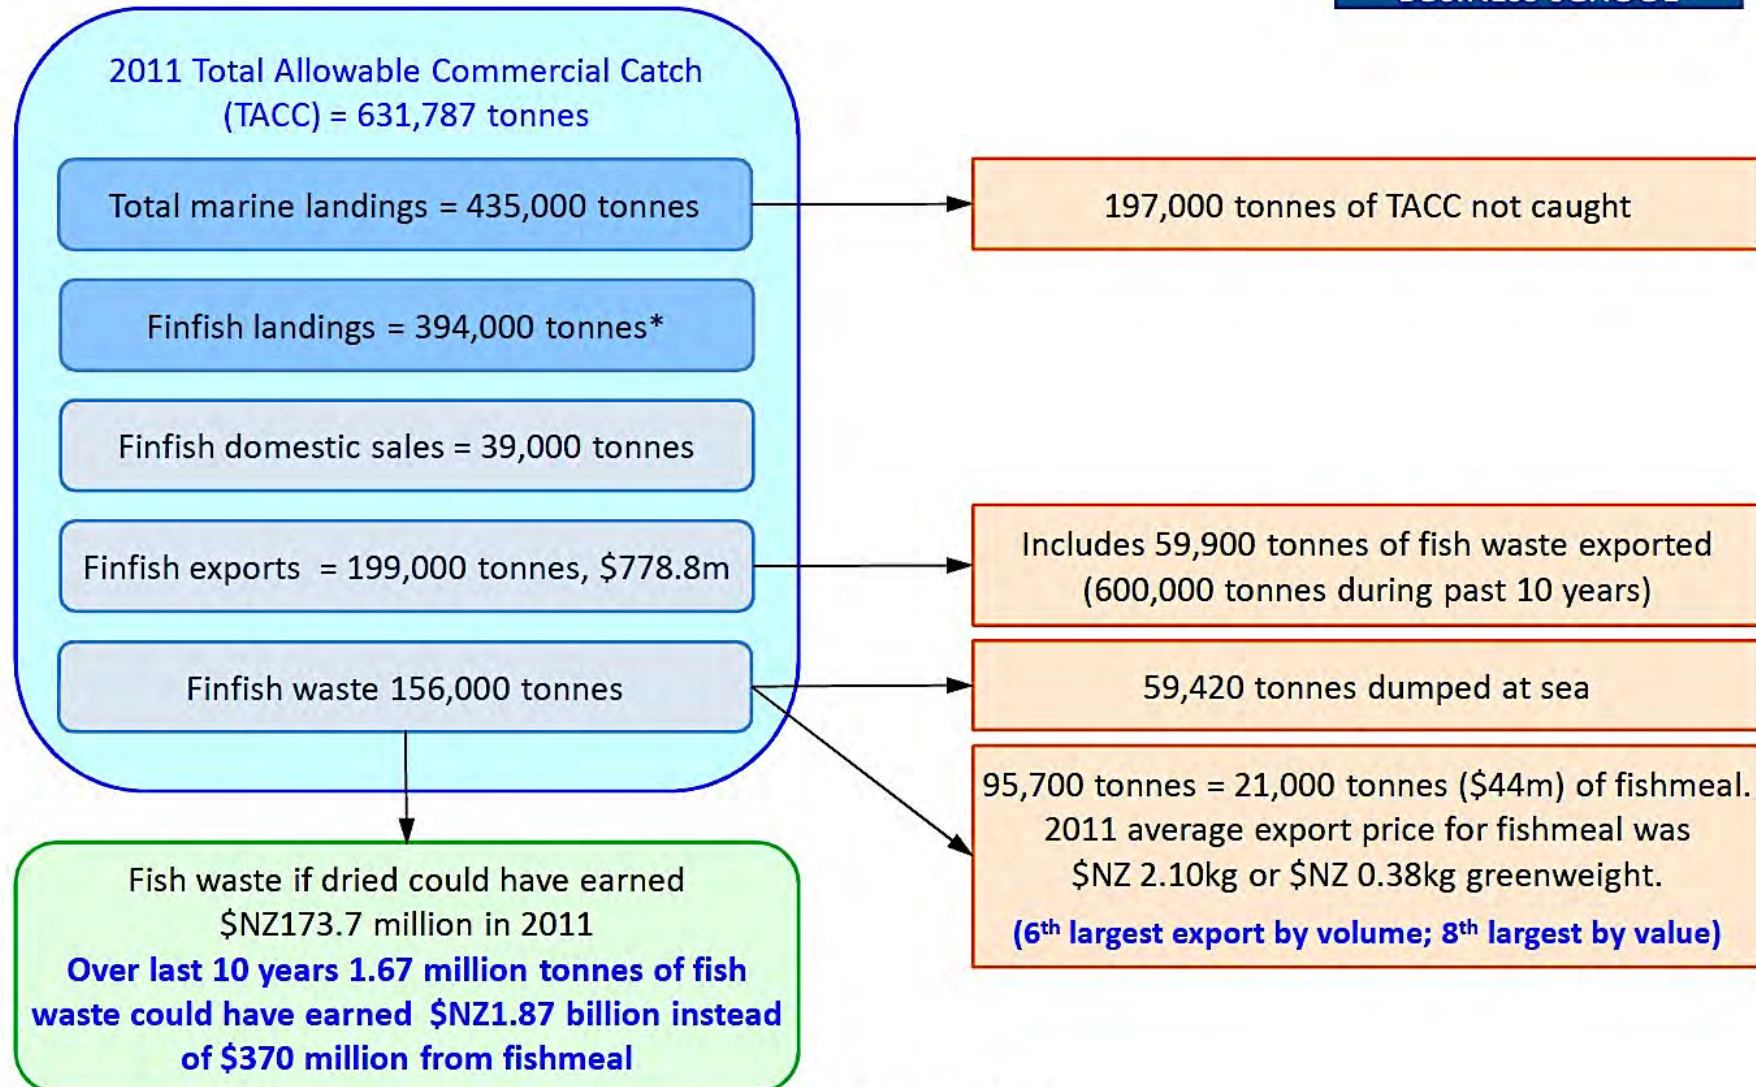 2011 Total Allowable Commercial Catch
(TACC) = 631,787 tonnes
Total marine landings = 435,000 tonnes
197,000 tonnes of TACC not caught
Finfish landings = 394,000 tonnes*
Finfish domestic sales = 39,000 tonnes
Finfish exports = 199,000 tonnes, $778.8m
Includes 59,900 tonnes of fish waste exported
(600,000 tonnes during past 10 years)
Finfish waste 156,000 tonnes
59,420 tonnes dumped at sea
95,700 tonnes = 21,000 tonnes ($44m) of fishmeal.
2011 average export price for fishmeal was
$NZ 2.10kg or $NZ 0.38kg greenweight.
(6th largest export by volume; 8th largest by value)
Fish waste if dried could have earned
$NZ173.7 million in 2011
Over last 10 years 1.67 million tonnes of fish
waste could have earned $NZ1.87 billion instead
of $370 million from fishmeal